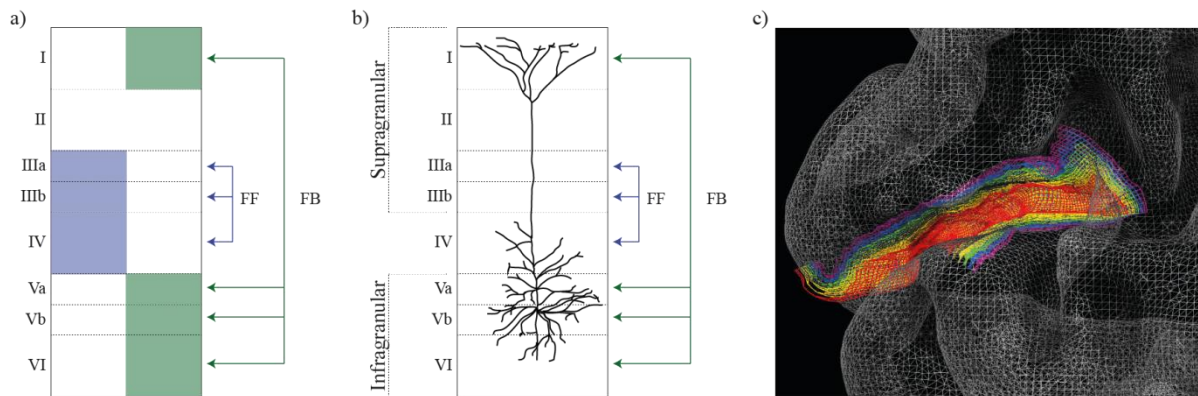 a)
I
II
IIIa
IIIb
IV
Va
Vb
VI
FF
FB
b)
Supragranular
Infragranular
I
II
IIIa
IIIb
IV
Va
Vb
VI
FF
FB
c)